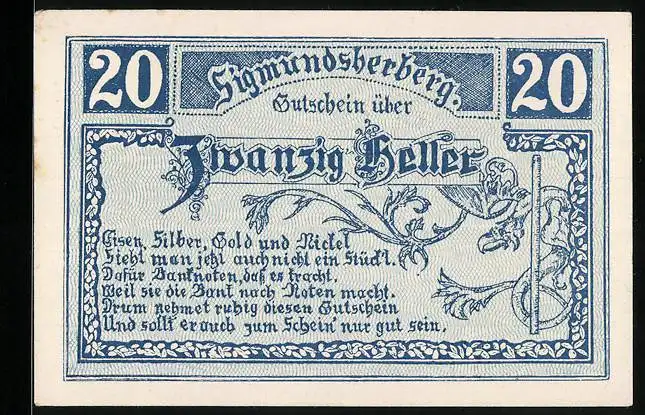 20 Sigmundsherberg. 20
Gutschein über
Zwanzig Heller
Eisen, Silber, Gold und Nickel
Sieht man jetzt auch nicht ein Stück'l.
Dafür Banknoten, daß es kracht.
Weil sie die Bank nach Noten macht.
Drum nehmet ruhig diesen Gutschein
Und sollt er auch zum Schein nur gut sein.